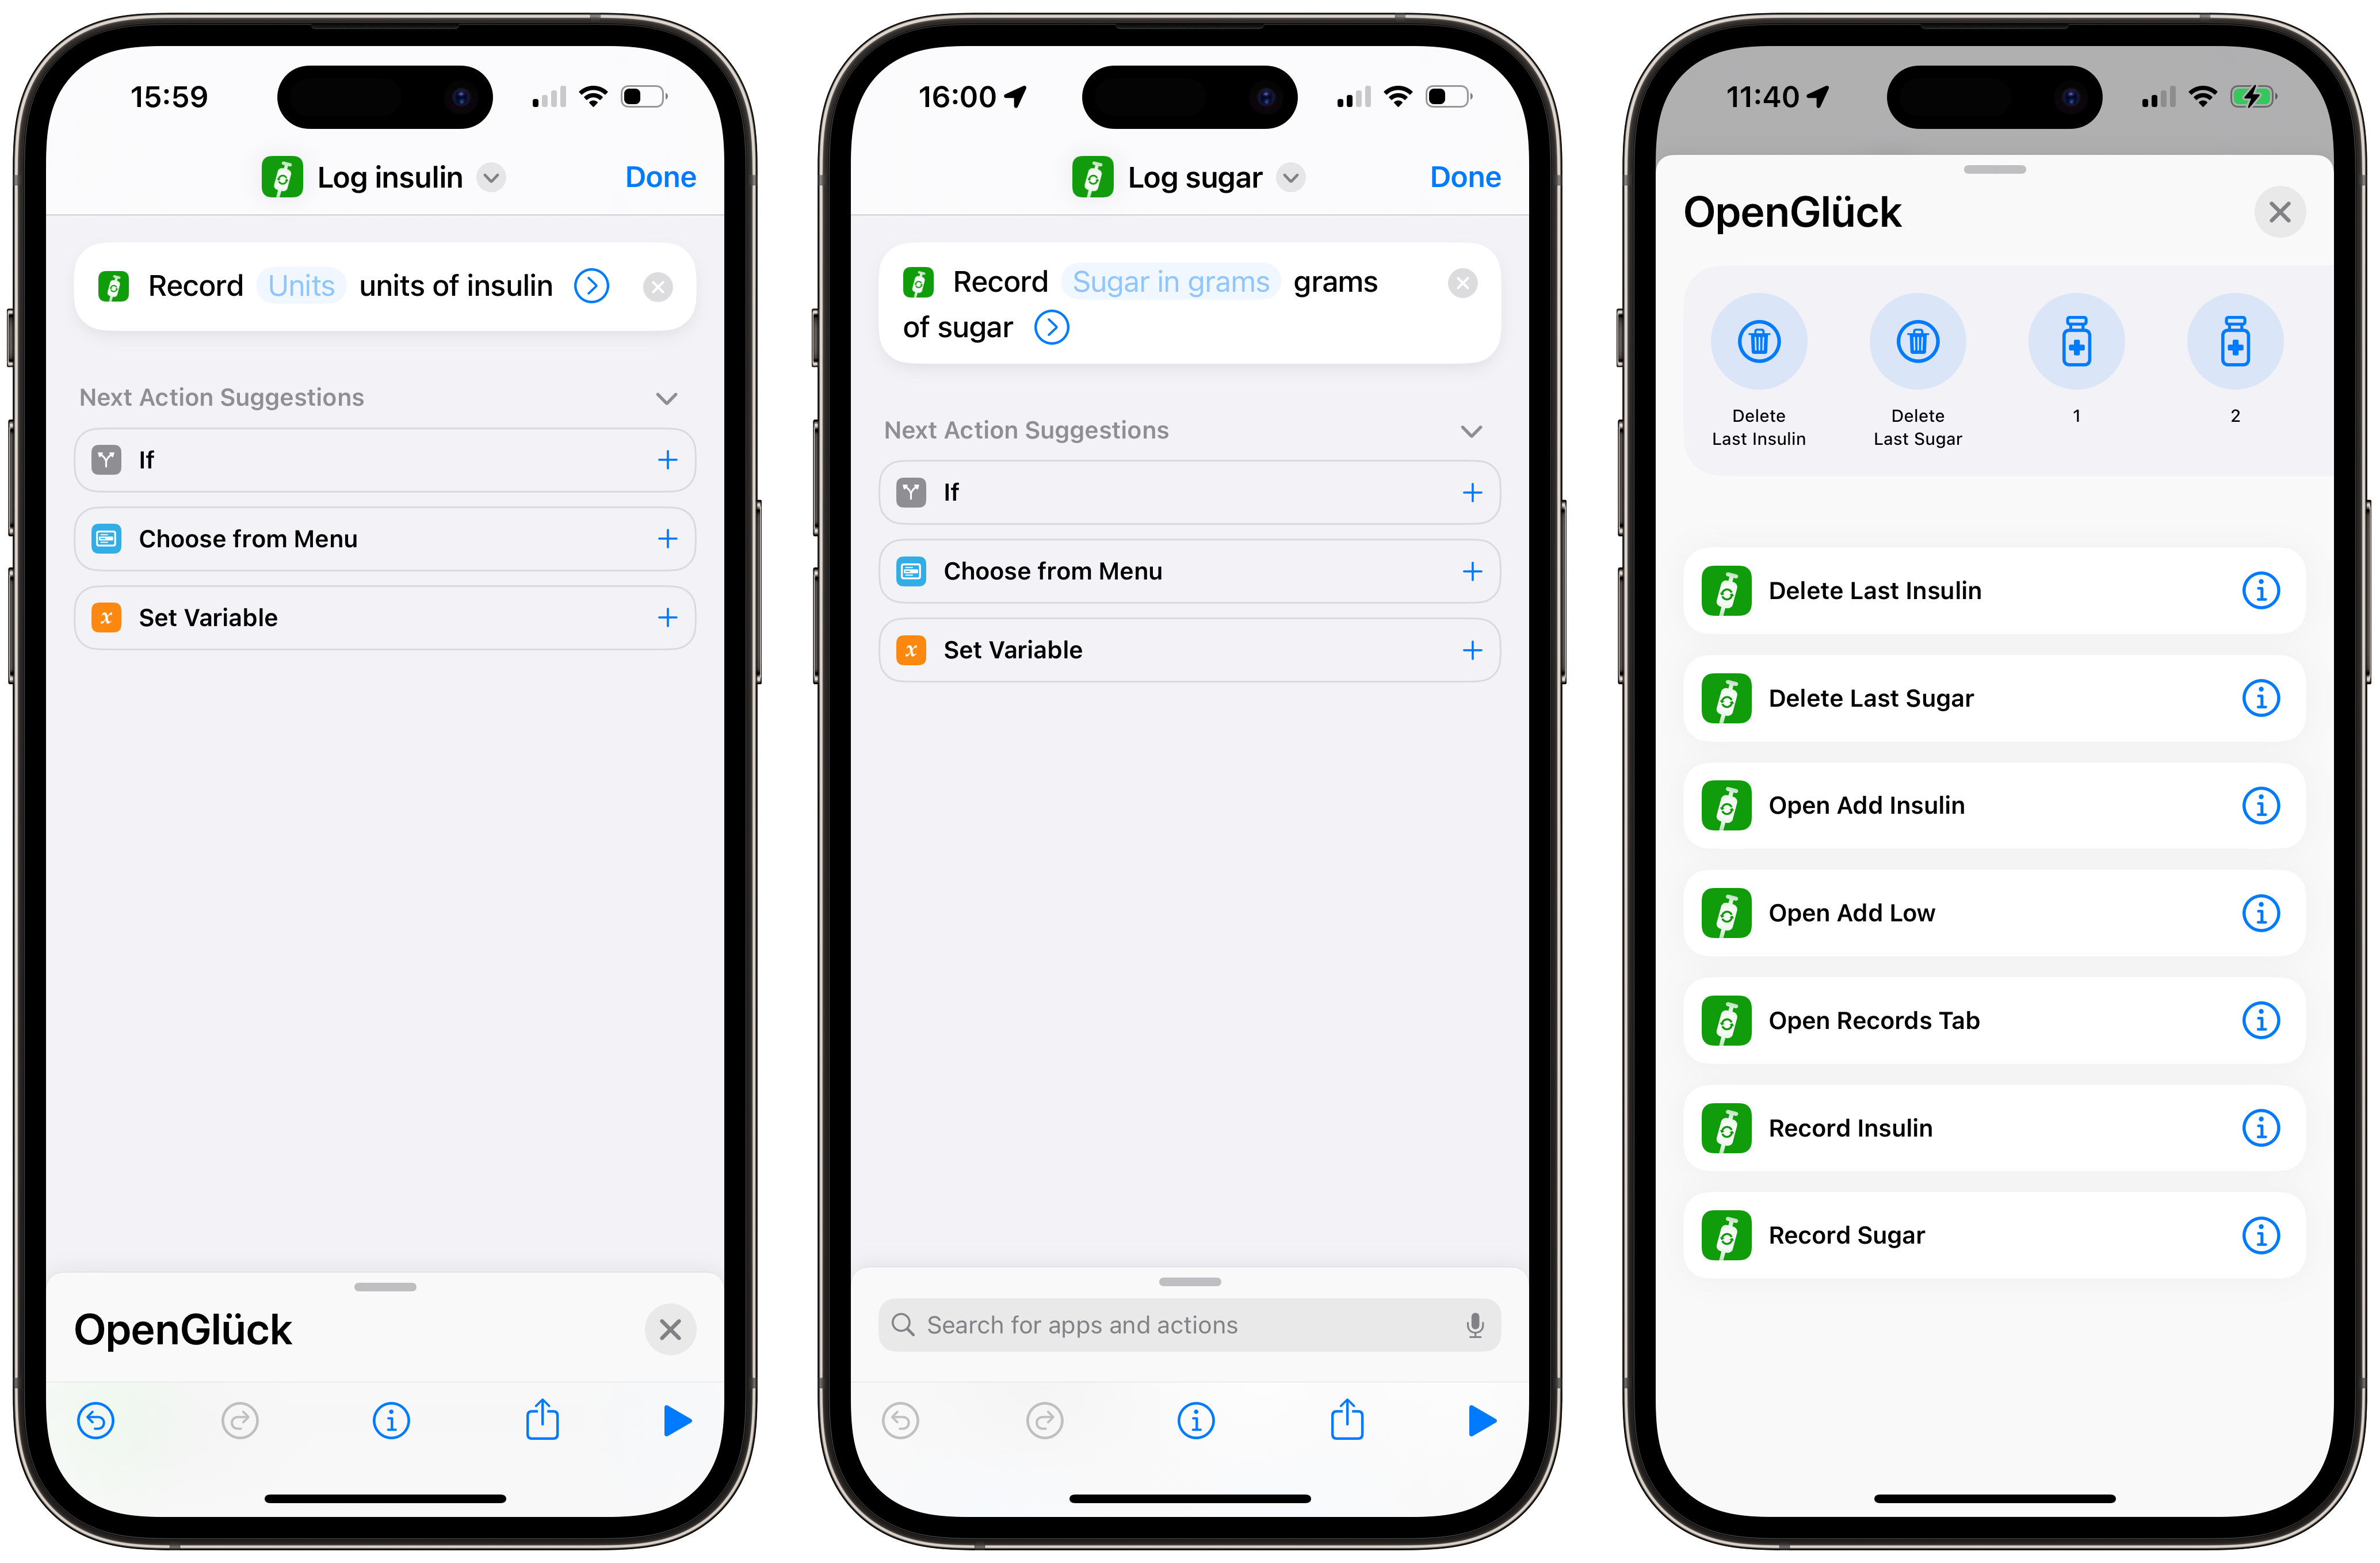 15:59
Log insulin
Done
Record Units units of insulin
Next Action Suggestions
If
Choose from Menu
Set Variable
OpenGlück
16:00
Log sugar
Done
Record Sugar in grams grams
of sugar
Next Action Suggestions
If
Choose from Menu
Set Variable
Search for apps and actions
11:40
OpenGlück
Delete
Last Insulin
Delete
Last Sugar
1
2
Delete Last Insulin
Delete Last Sugar
Open Add Insulin
Open Add Low
Open Records Tab
Record Insulin
Record Sugar